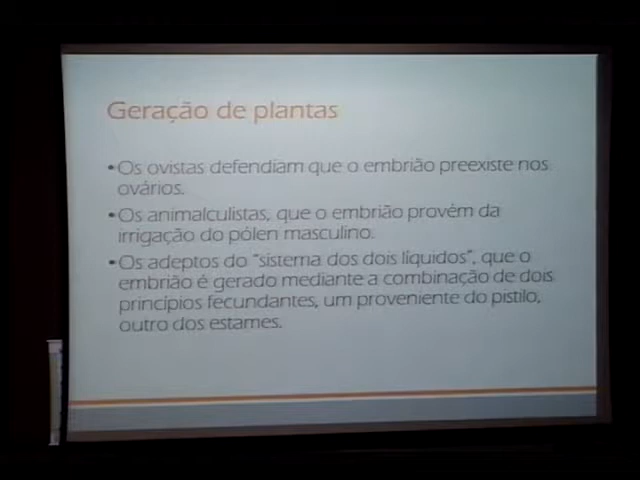 Geração de plantas
•Os ovistas defendiam que o embrião preexiste nos
ovários.
•Os animalculistas, que o embrião provém da
irrigação do pólen masculino.
•Os adeptos do "sistema dos dois líquidos", que o
embrião é gerado mediante a combinação de dois
princípios fecundantes, um proveniente do pistilo,
outro dos estames.